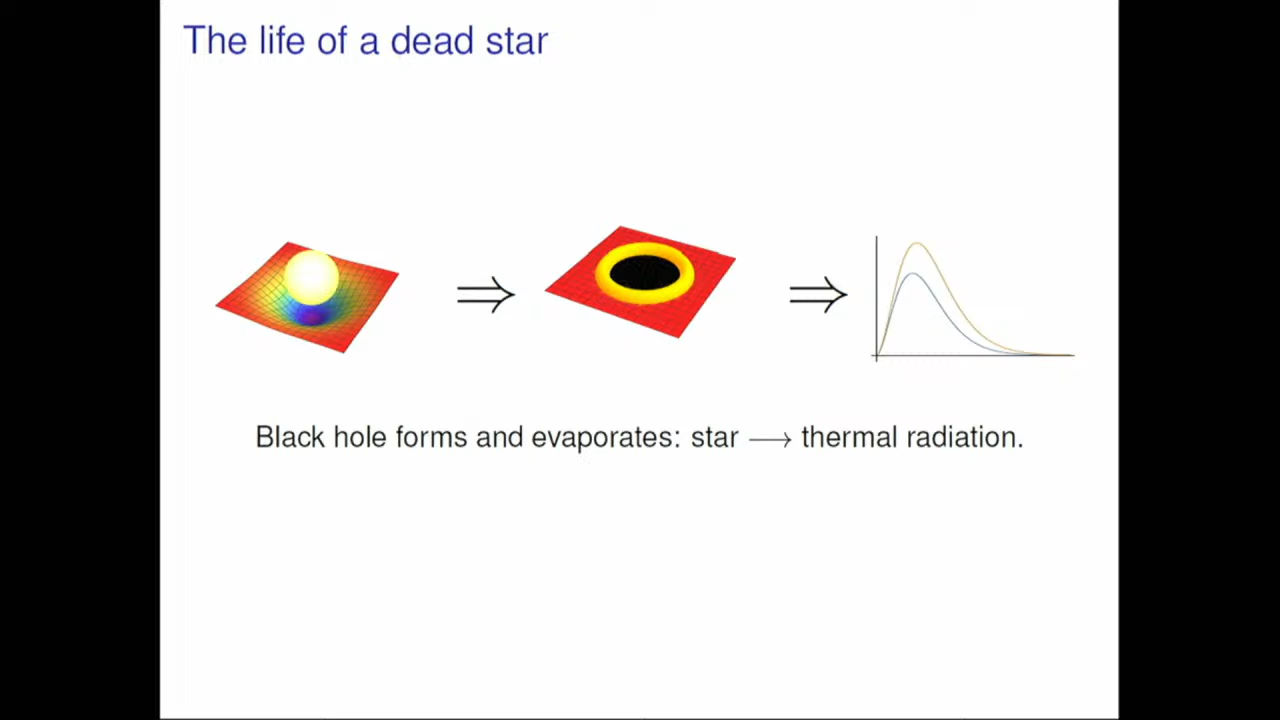 The life of a dead star
⇒ ⇒
Black hole forms and evaporates: star ⟶ thermal radiation.